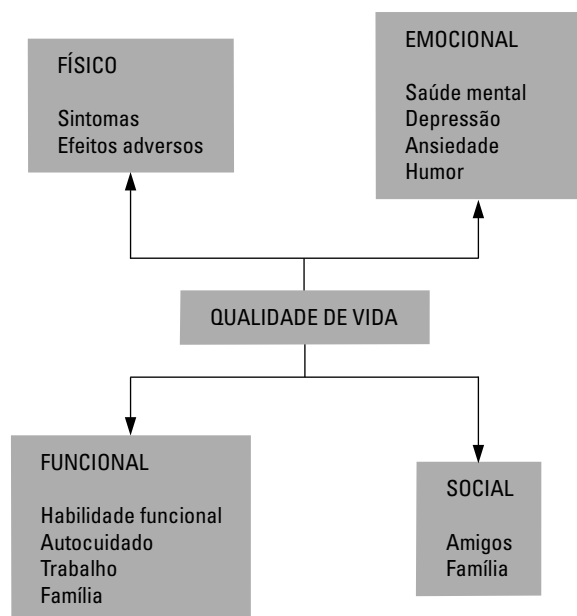 FÍSICO
Sintomas
Efeitos adversos
EMOCIONAL
Saúde mental
Depressão
Ansiedade
Humor
QUALIDADE DE VIDA
FUNCIONAL
Habilidade funcional
Autocuidado
Trabalho
Família
SOCIAL
Amigos
Família